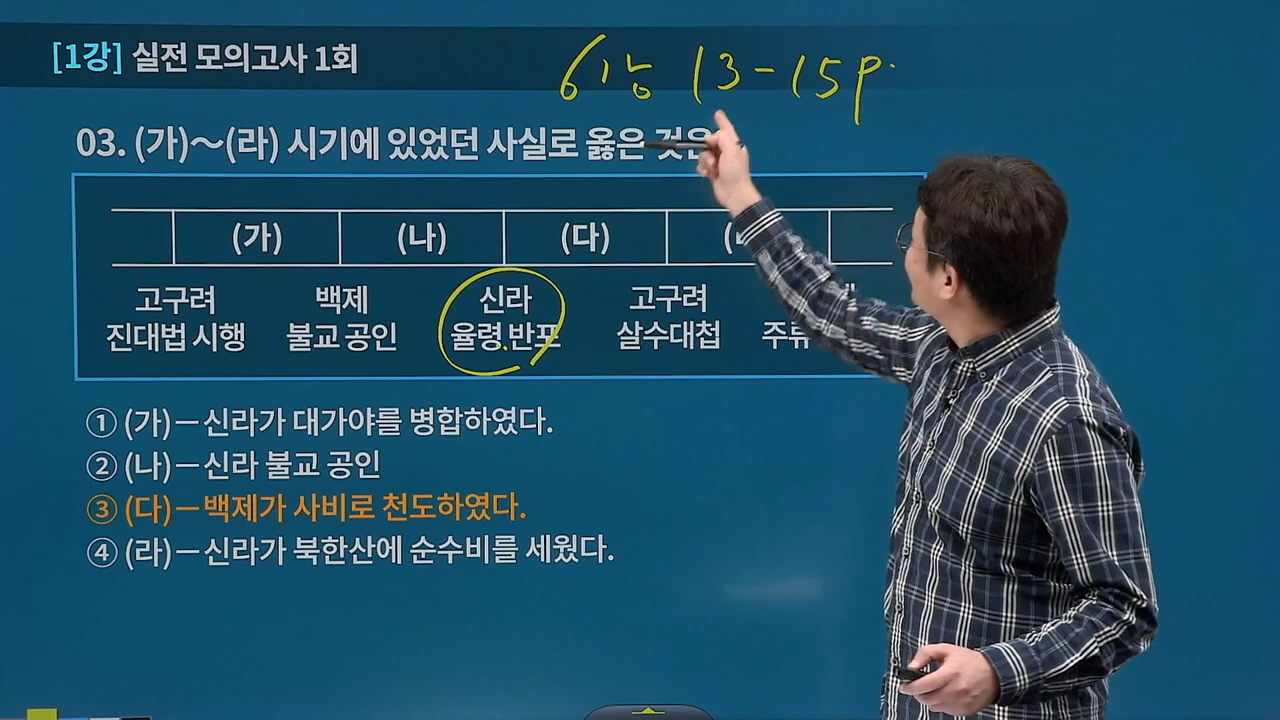 [1강] 실전 모의고사 1회
6강 13-15p.
03. (가)~(라) 시기에 있었던 사실로 옳은 것은
(가) (나) (다)
고구려 백제 신라 고구려
진대법 시행 불교 공인 율령 반포 살수대첩 주류
① (가)－신라가 대가야를 병합하였다.
② (나)－신라 불교 공인
③ (다)－백제가 사비로 천도하였다.
④ (라)－신라가 북한산에 순수비를 세웠다.